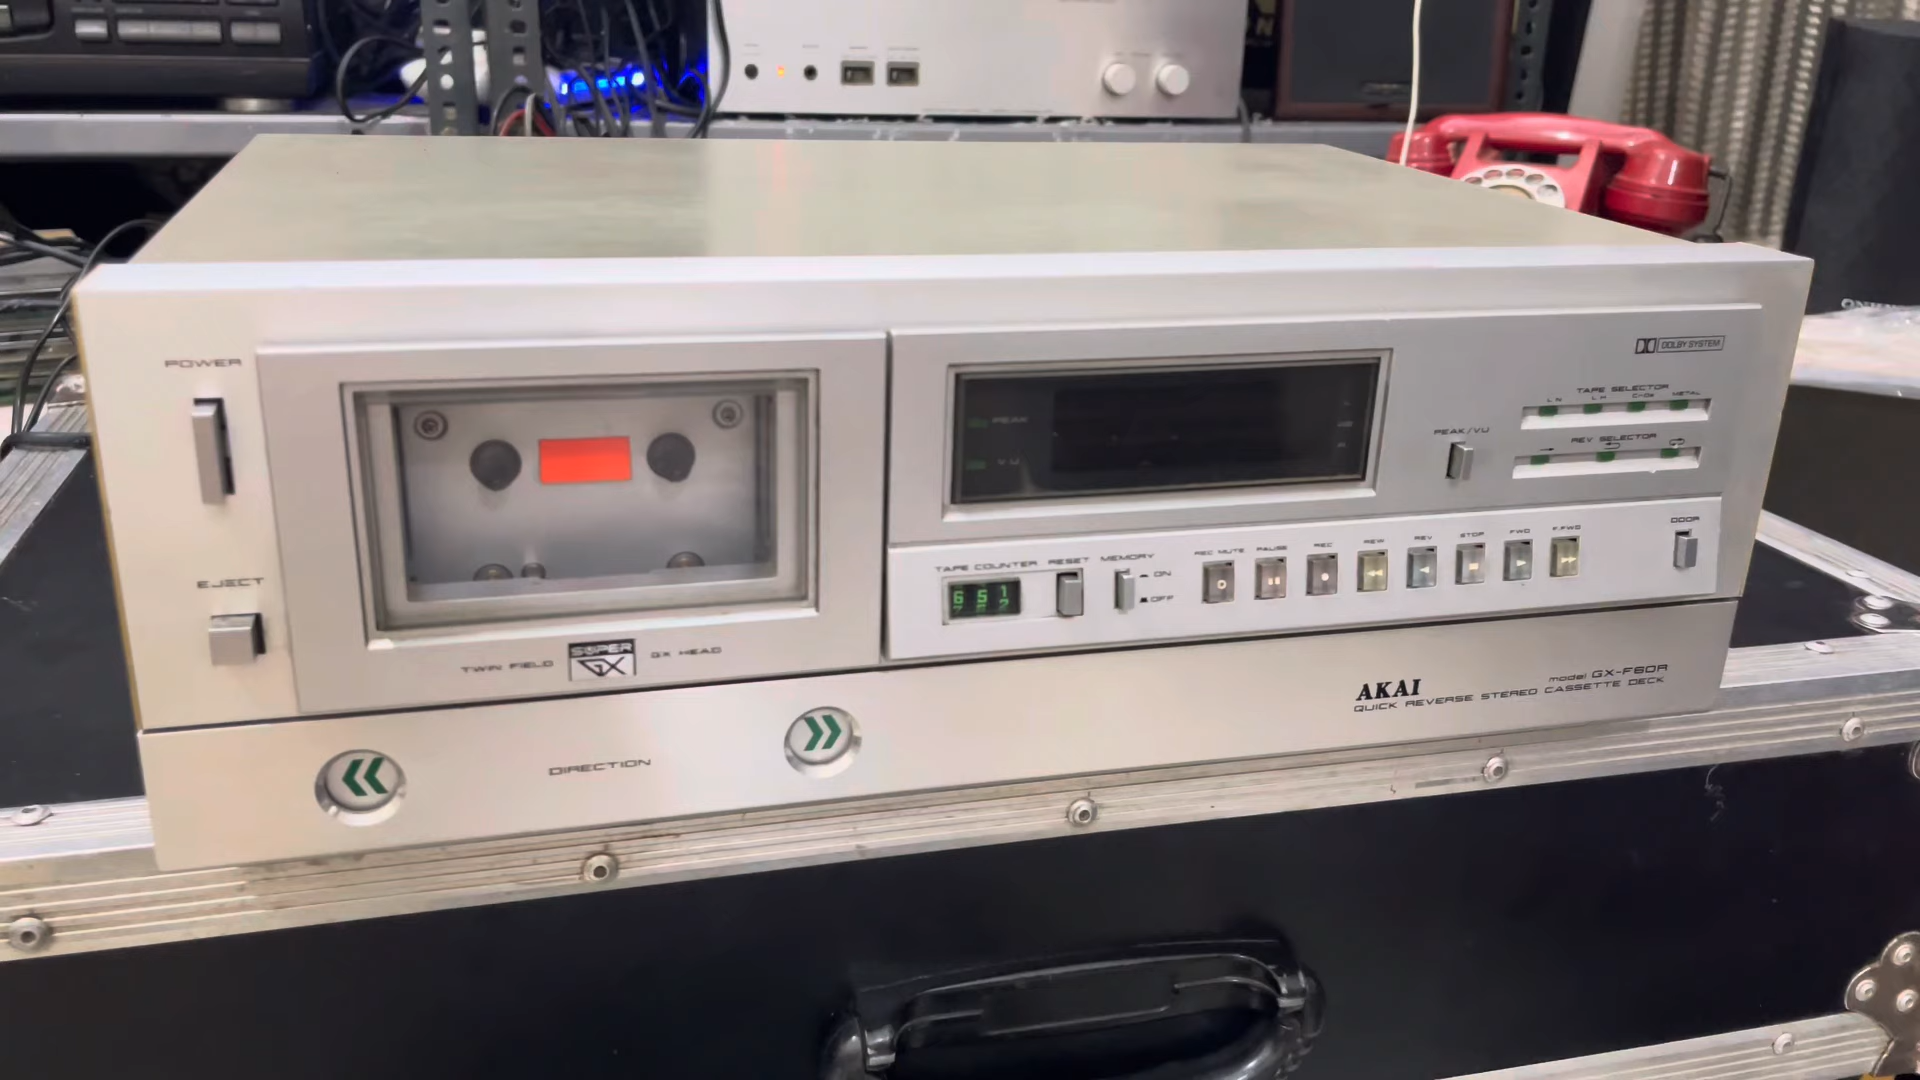 POWER
EJECT
TWIN FIELD
SUPER
GX
GX HEAD
DIRECTION
PEAK
VU
PEAK/VU
DOLBY SYSTEM
TAPE SELECTOR
LN LH CrO₂ METAL
REV SELECTOR
TAPE COUNTER
651
RESET
MEMORY
ON
OFF
REC MUTE
PAUSE
REC
REW
REV
STOP
FWD
F.FWD
DOOR
AKAI
model GX-F60R
QUICK REVERSE STEREO CASSETTE DECK